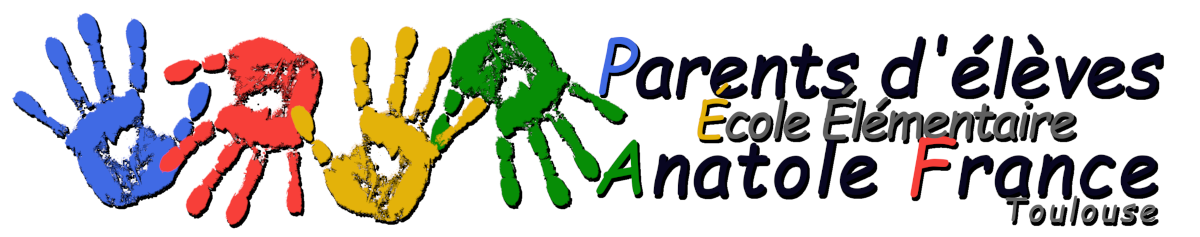 Parents d'élèves
École Élémentaire
Anatole France
Toulouse